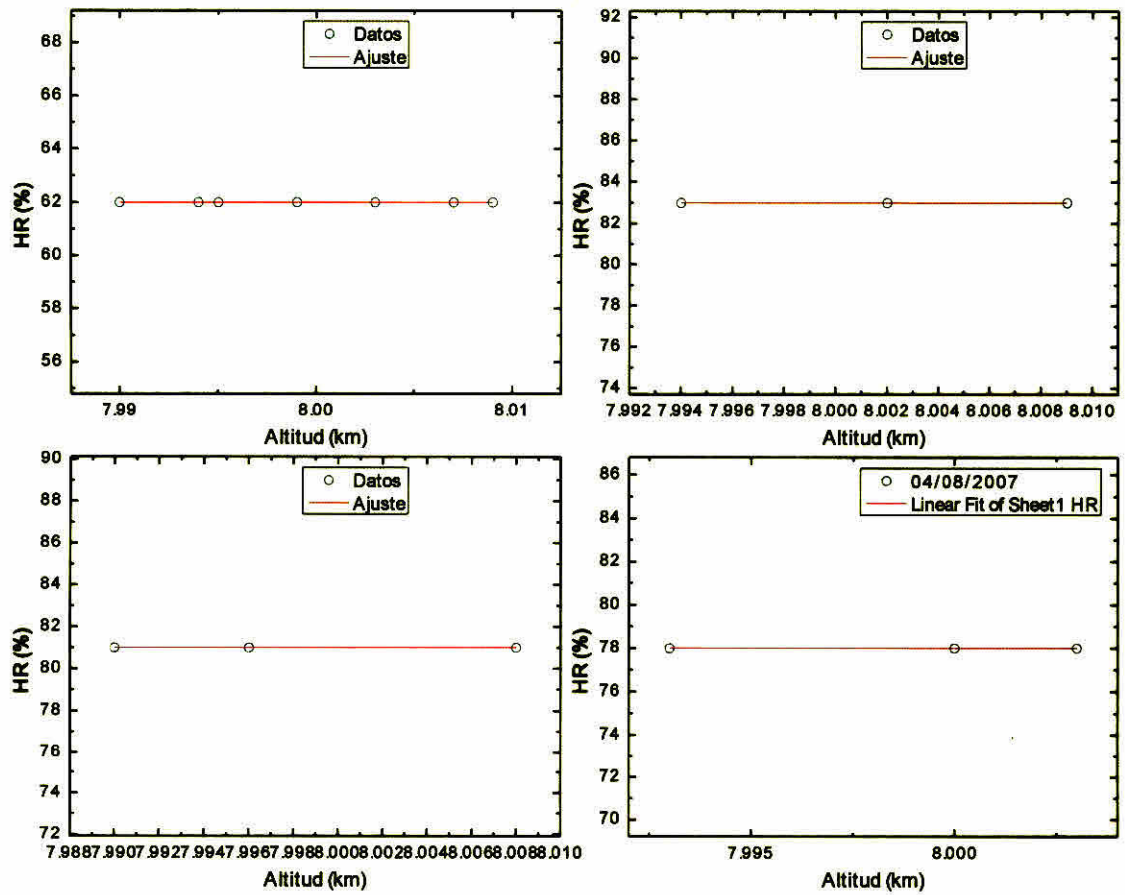 Datos
Ajuste
68
66
64
62
60
58
56
HR (%)
7.99 8.00 8.01
Altitud (km)
Datos
Ajuste
92
90
88
86
84
82
80
78
76
74
HR (%)
7.992 7.994 7.996 7.998 8.000 8.002 8.004 8.006 8.008 8.010
Altitud (km)
Datos
Ajuste
90
88
86
84
82
80
78
76
74
72
HR (%)
7.9887.9907.9927.9947.9967.9988.0008.0028.0048.0068.0088.010
Altitud (km)
04/08/2007
Linear Fit of Sheet1 HR
86
84
82
80
78
76
74
72
70
HR (%)
7.995 8.000
Altitud (km)